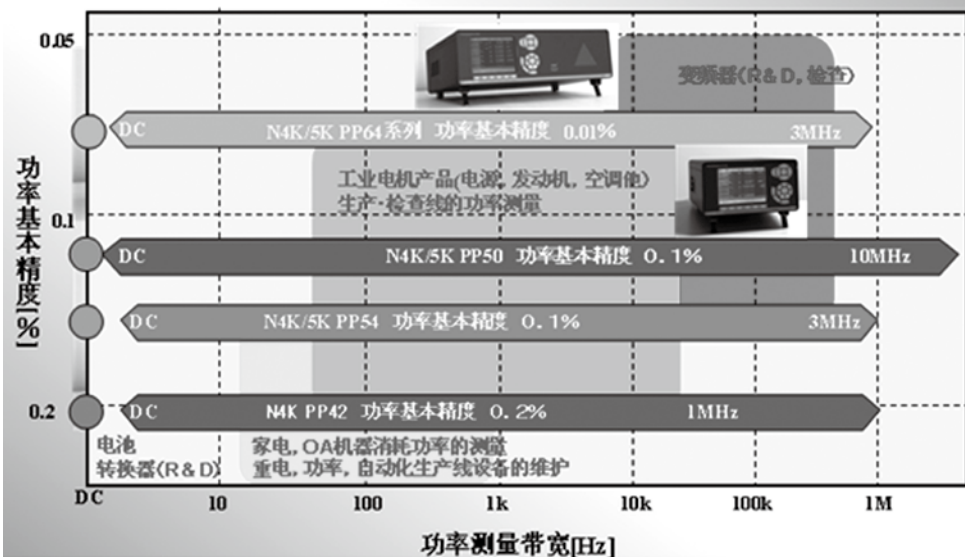 0.05
变频器(R&D, 检查)
DC N4K/5K PP64系列 功率基本精度 0.01% 3MHz
工业电机产品(电源, 发动机, 空调他)
生产·检查线的功率测量
0.1
DC N4K/5K PP50 功率基本精度 0.1% 10MHz
功率基本精度[%]
DC N4K/5K PP54 功率基本精度 0.1% 3MHz
0.2
DC N4K PP42 功率基本精度 0.2% 1MHz
电池
转换器(R&D)
家电, OA机器消耗功率的测量
重电, 功率, 自动化生产线设备的维护
DC 10 100 1k 10k 100k 1M
功率测量带宽[Hz]